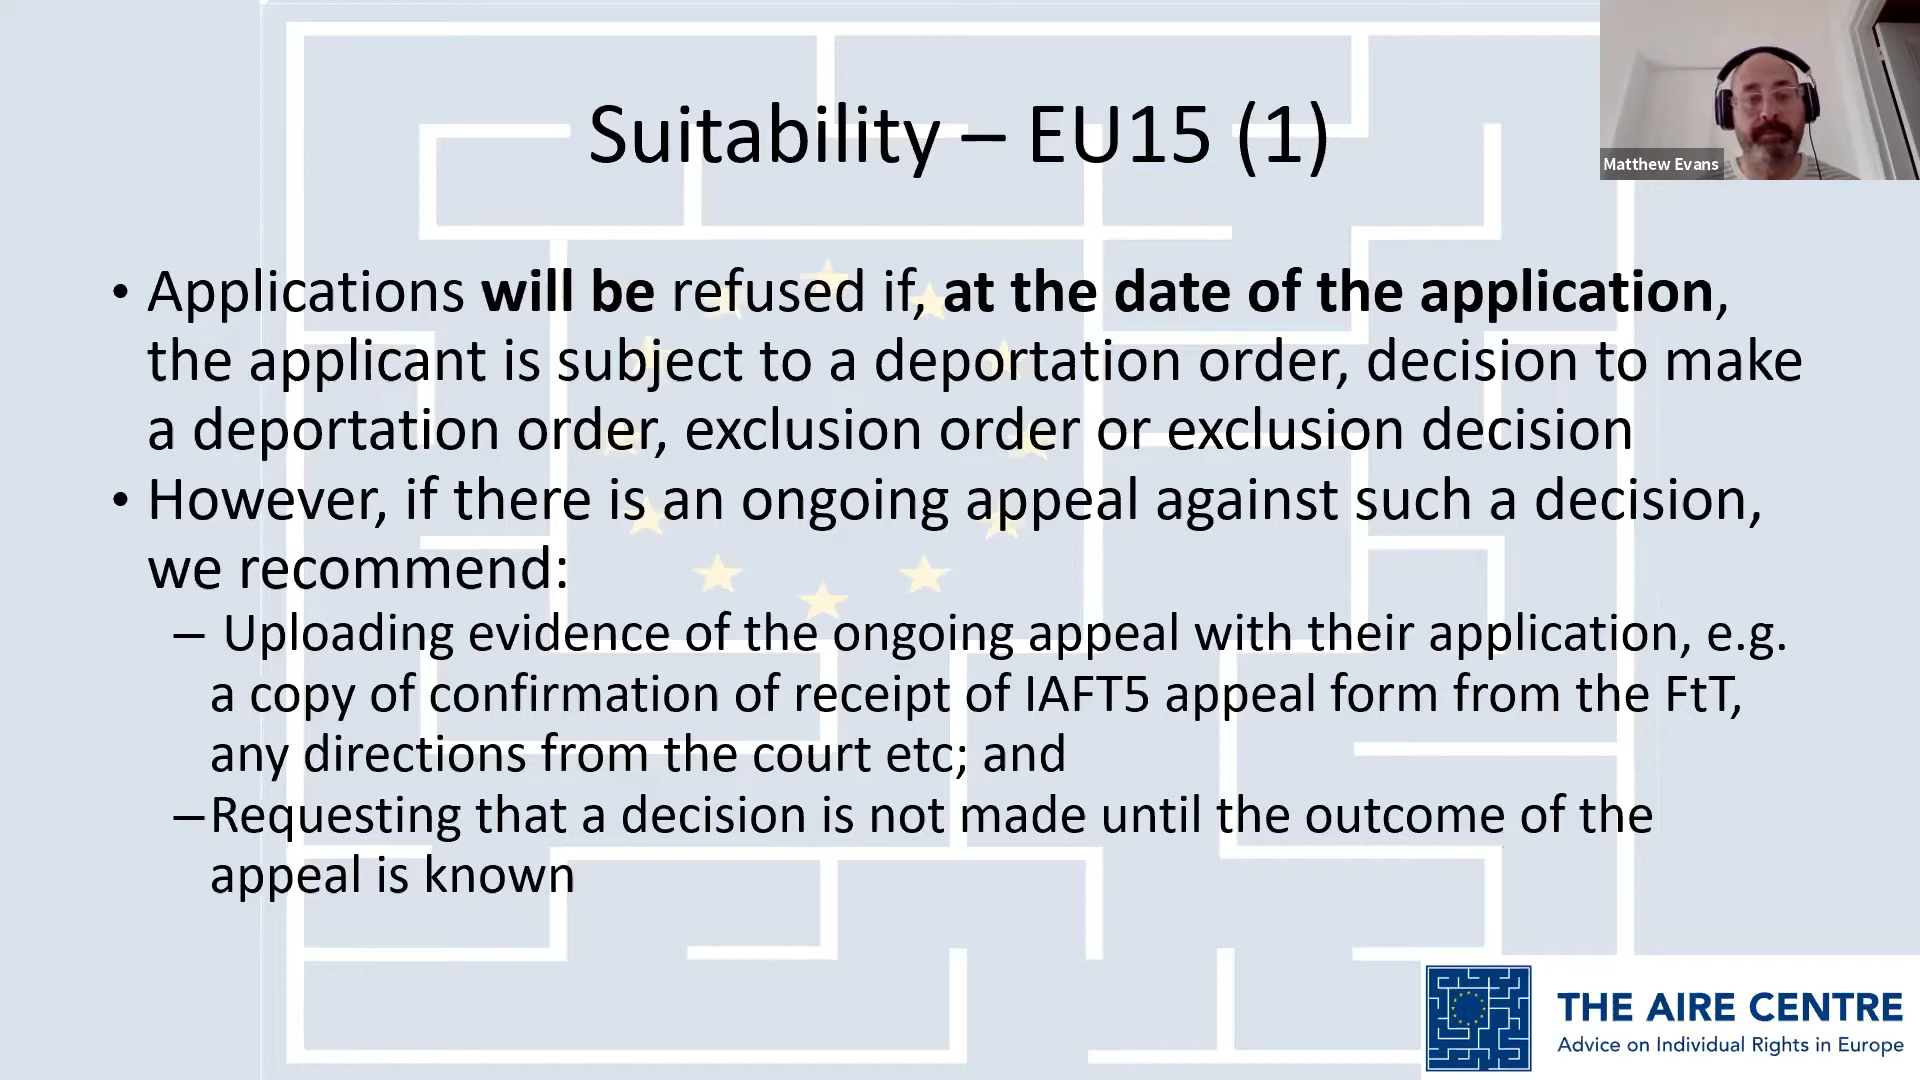 Suitability – EU15 (1)
Matthew Evans
• Applications will be refused if, at the date of the application,
the applicant is subject to a deportation order, decision to make
a deportation order, exclusion order or exclusion decision
• However, if there is an ongoing appeal against such a decision,
we recommend:
– Uploading evidence of the ongoing appeal with their application, e.g.
a copy of confirmation of receipt of IAFT5 appeal form from the FtT,
any directions from the court etc; and
–Requesting that a decision is not made until the outcome of the
appeal is known
THE AIRE CENTRE
Advice on Individual Rights in Europe